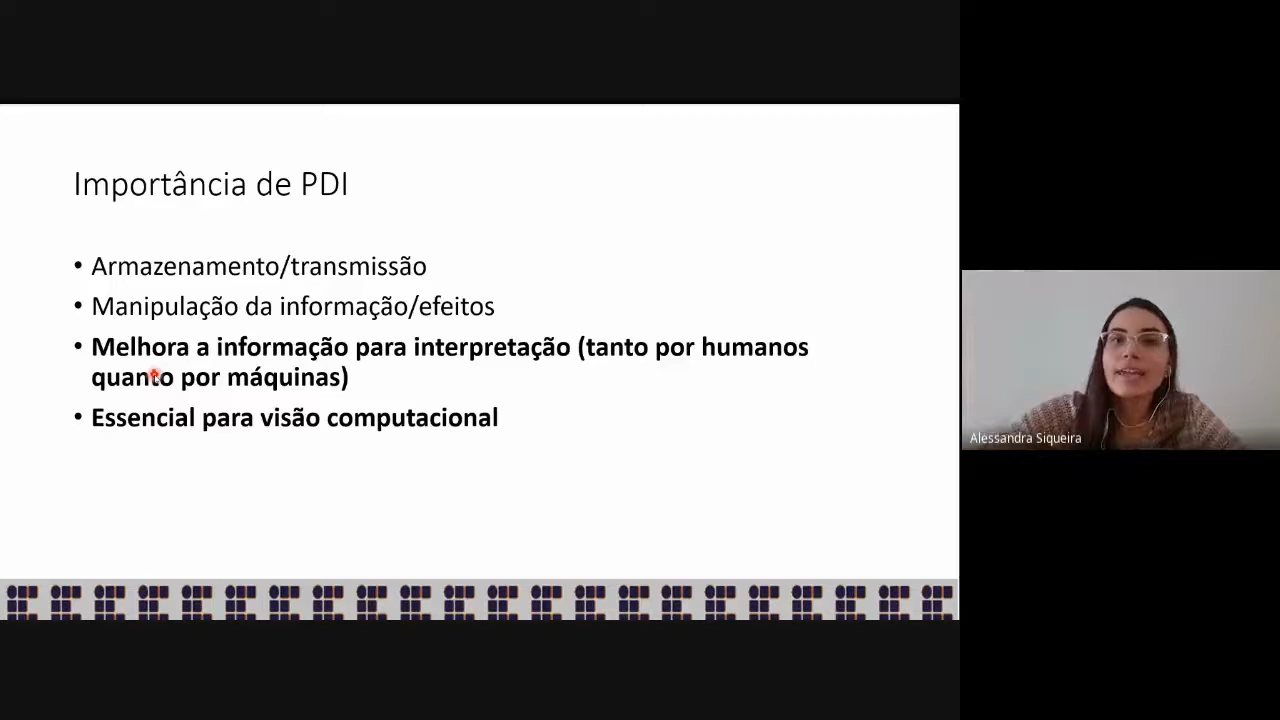 Importância de PDI
• Armazenamento/transmissão
• Manipulação da informação/efeitos
• Melhora a informação para interpretação (tanto por humanos
quanto por máquinas)
• Essencial para visão computacional
Alessandra Siqueira